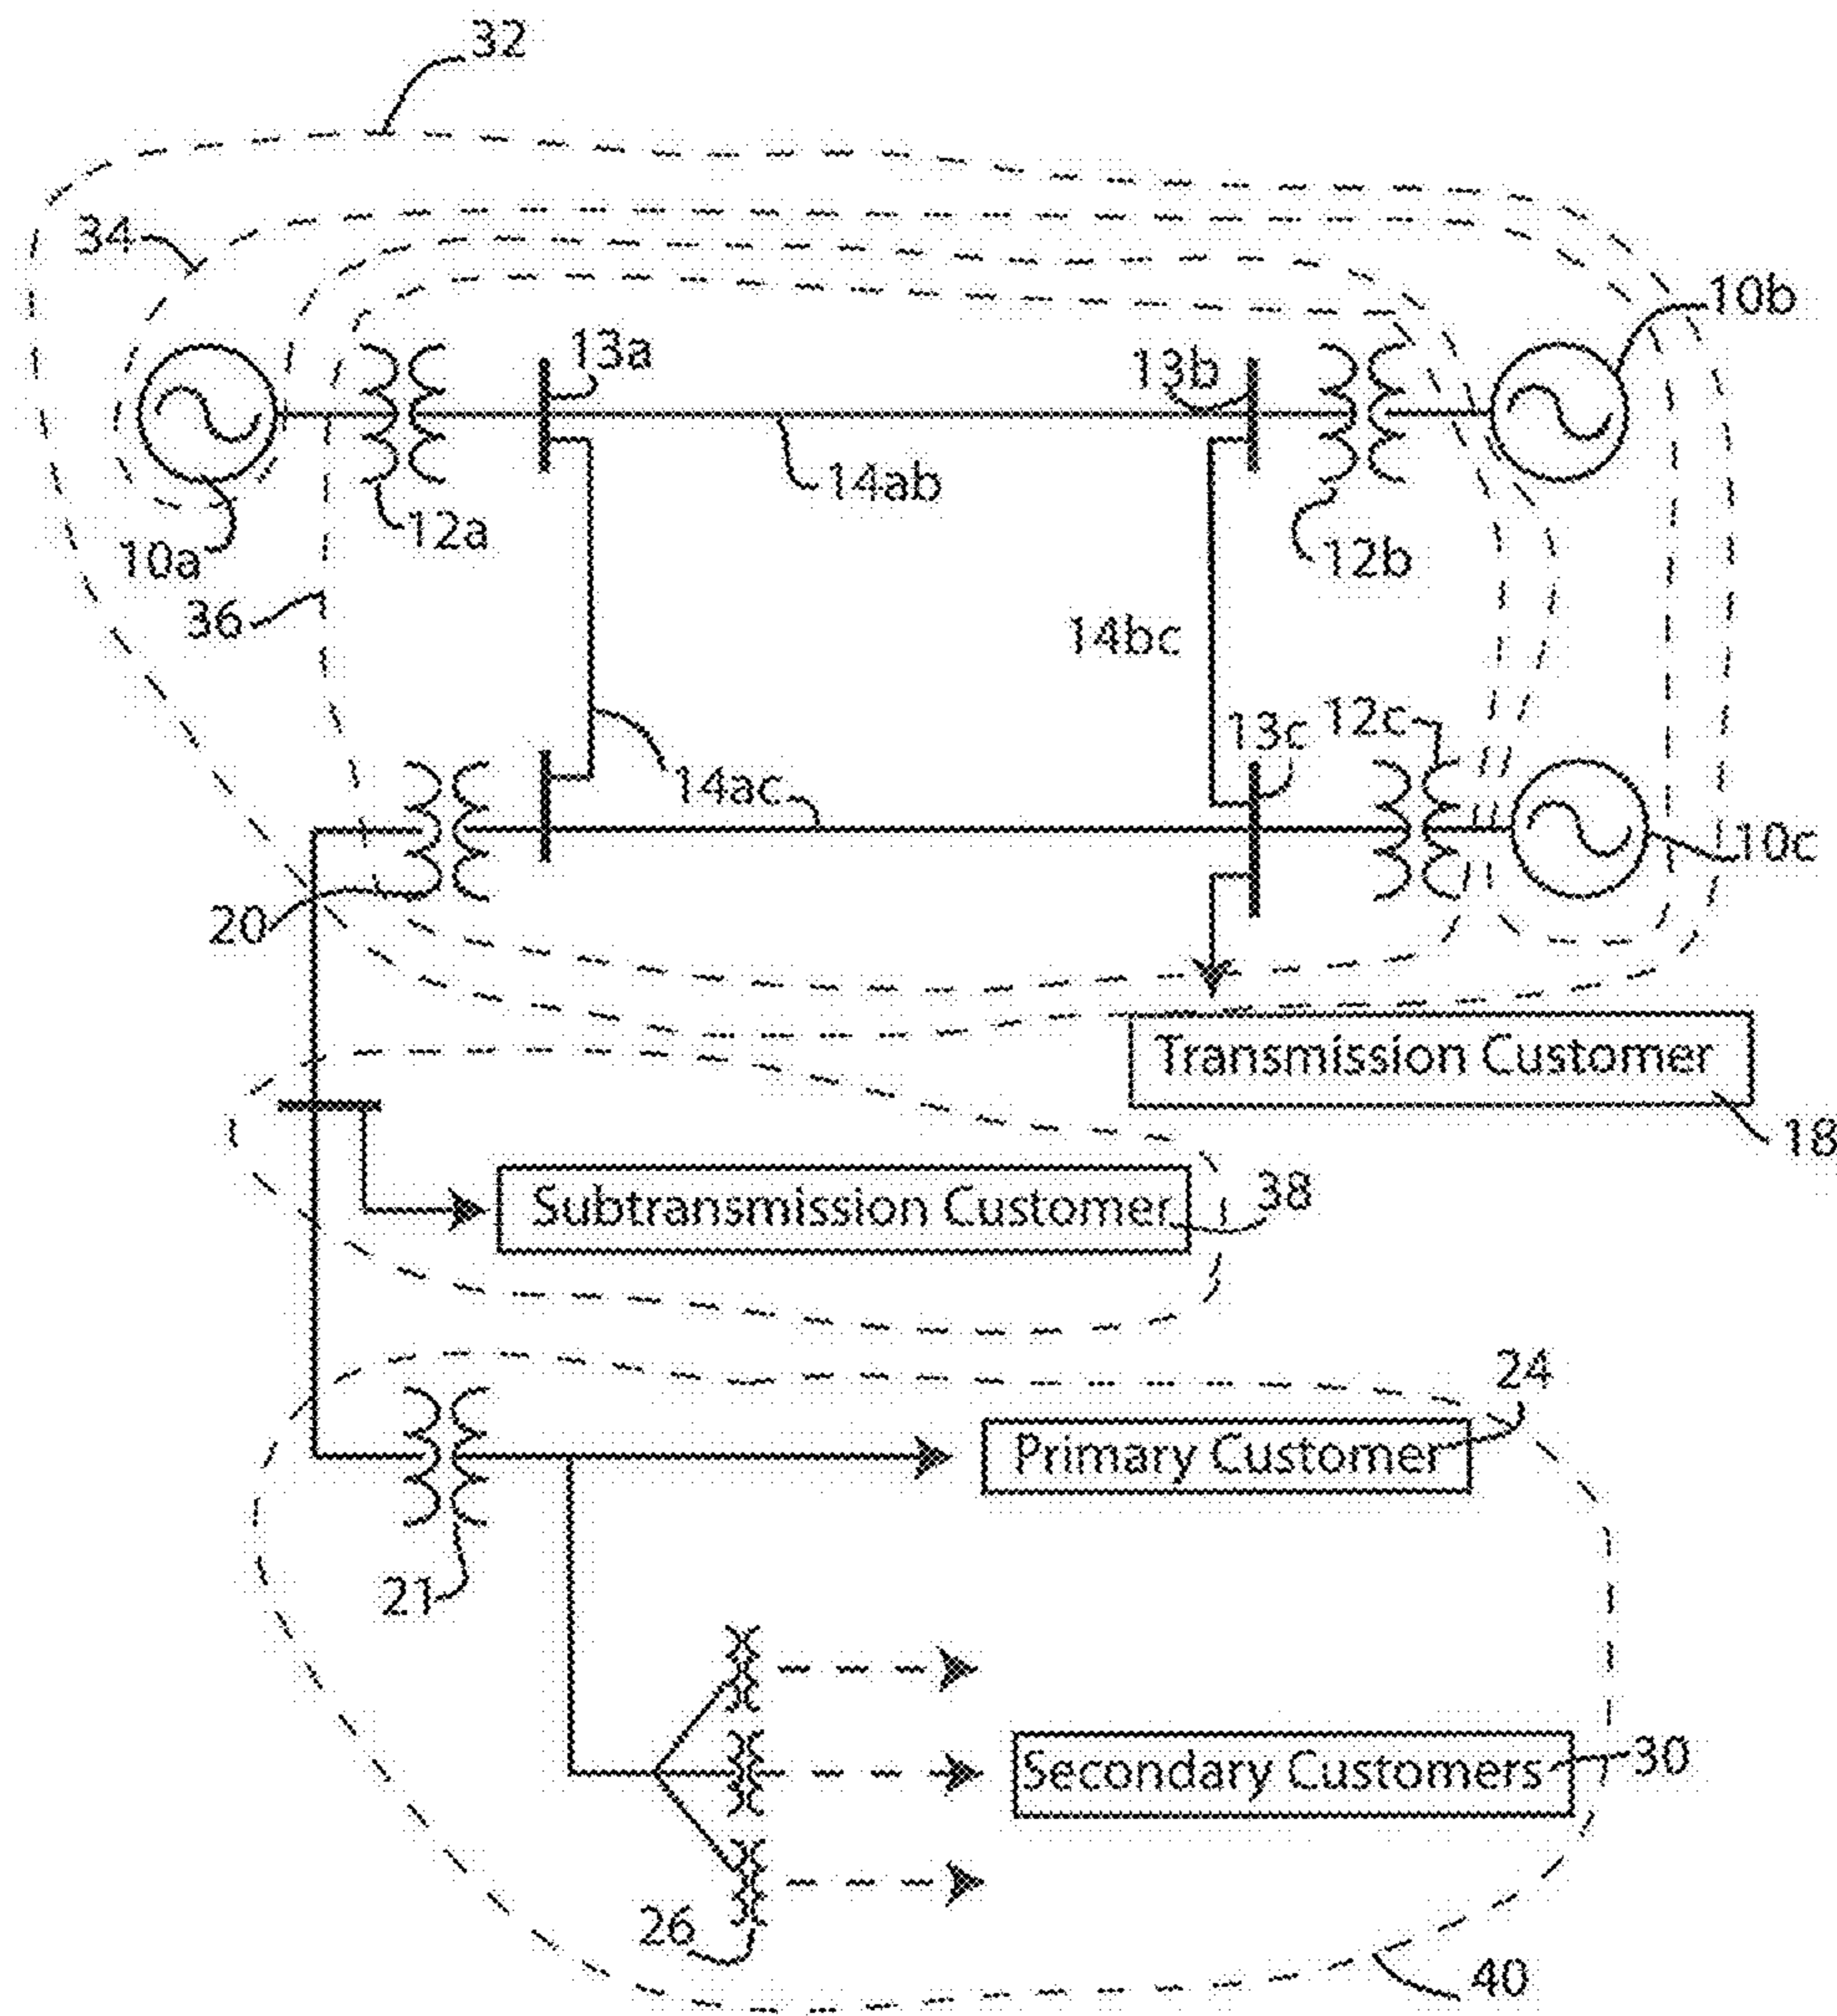 32
34
10b
13a
13b
14ab
12a
12b
10a
36
14bc
12c
13c
14ac
10c
20
Transmission Customer
18
38
Subtransmission Customer
24
Primary Customer
21
30
Secondary Customers
26
40